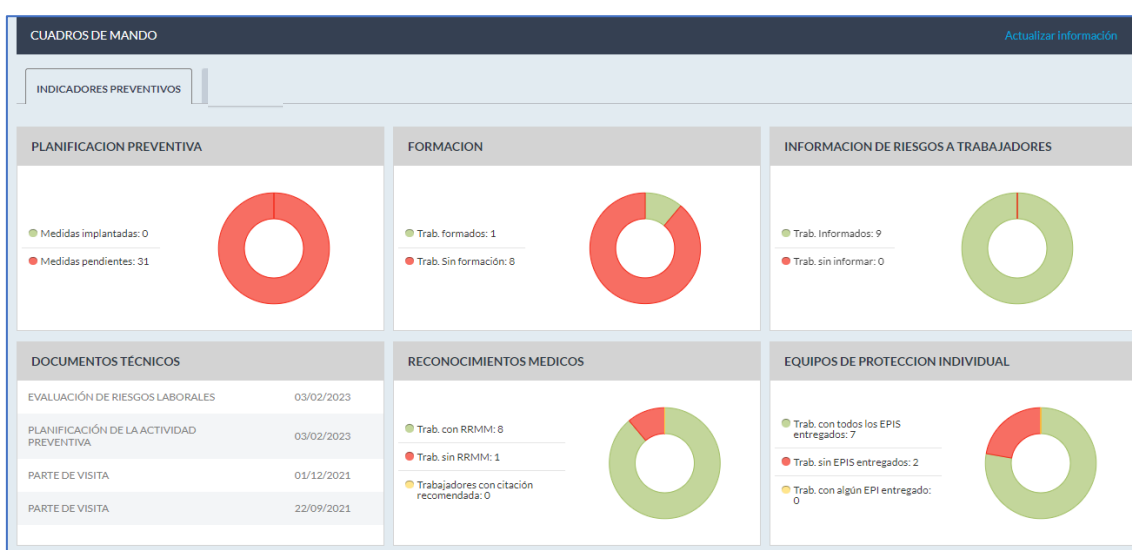 CUADROS DE MANDO
Actualizar información
INDICADORES PREVENTIVOS
PLANIFICACION PREVENTIVA
Medidas implantadas: 0
Medidas pendientes: 31
FORMACION
Trab. formados: 1
Trab. Sin formación: 8
INFORMACION DE RIESGOS A TRABAJADORES
Trab. Informados: 9
Trab. sin informar: 0
DOCUMENTOS TÉCNICOS
EVALUACIÓN DE RIESGOS LABORALES 03/02/2023
PLANIFICACIÓN DE LA ACTIVIDAD
PREVENTIVA 03/02/2023
PARTE DE VISITA 01/12/2021
PARTE DE VISITA 22/09/2021
RECONOCIMIENTOS MEDICOS
Trab. con RRMM: 8
Trab. sin RRMM: 1
Trabajadores con citación
recomendada: 0
EQUIPOS DE PROTECCION INDIVIDUAL
Trab. con todos los EPIS
entregados: 7
Trab. sin EPIS entregados: 2
Trab. con algún EPI entregado:
0